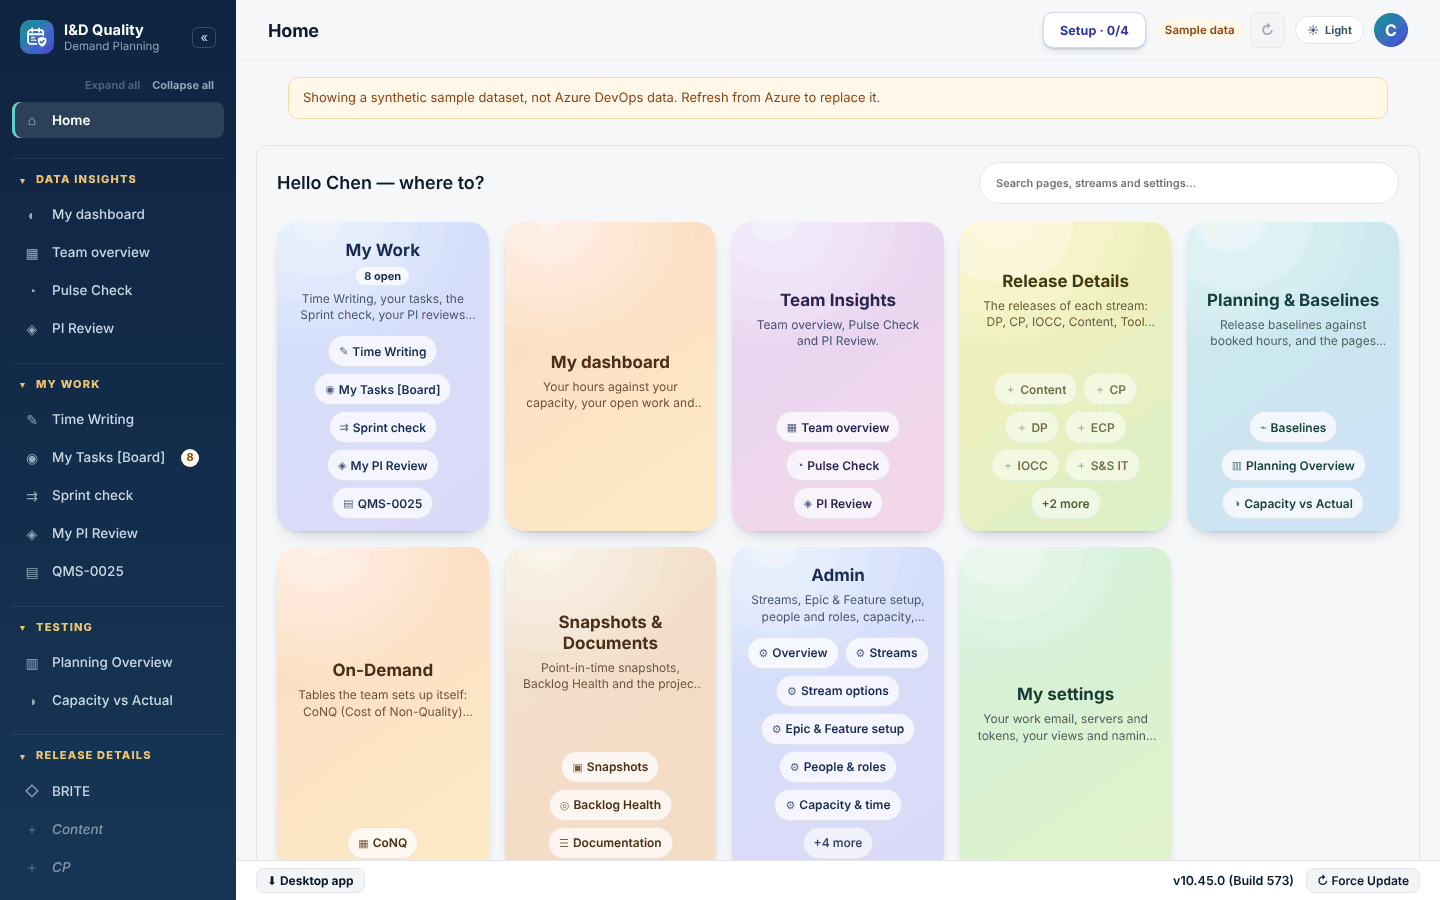 I&D Quality
Demand Planning
«
Expand all Collapse all
Home
DATA INSIGHTS
My dashboard
Team overview
Pulse Check
PI Review
MY WORK
Time Writing
My Tasks [Board] 8
Sprint check
My PI Review
QMS-0025
TESTING
Planning Overview
Capacity vs Actual
RELEASE DETAILS
BRITE
+ Content
+ CP
Home
Setup · 0/4
Sample data
Light
C
Showing a synthetic sample dataset, not Azure DevOps data. Refresh from Azure to replace it.
Hello Chen — where to?
Search pages, streams and settings...
My Work
8 open
Time Writing, your tasks, the
Sprint check, your PI reviews...
Time Writing
My Tasks [Board]
Sprint check
My PI Review
QMS-0025
My dashboard
Your hours against your
capacity, your open work and..
Team Insights
Team overview, Pulse Check
and PI Review.
Team overview
Pulse Check
PI Review
Release Details
The releases of each stream:
DP, CP, IOCC, Content, Tool...
+ Content + CP
+ DP + ECP
+ IOCC + S&S IT
+2 more
Planning & Baselines
Release baselines against
booked hours, and the pages...
Baselines
Planning Overview
Capacity vs Actual
On-Demand
Tables the team sets up itself:
CoNQ (Cost of Non-Quality)...
CoNQ
Snapshots &
Documents
Point-in-time snapshots,
Backlog Health and the projec..
Snapshots
Backlog Health
Documentation
Admin
Streams, Epic & Feature setup,
people and roles, capacity,...
Overview Streams
Stream options
Epic & Feature setup
People & roles
Capacity & time
+4 more
My settings
Your work email, servers and
tokens, your views and namin...
Desktop app
v10.45.0 (Build 573)
Force Update